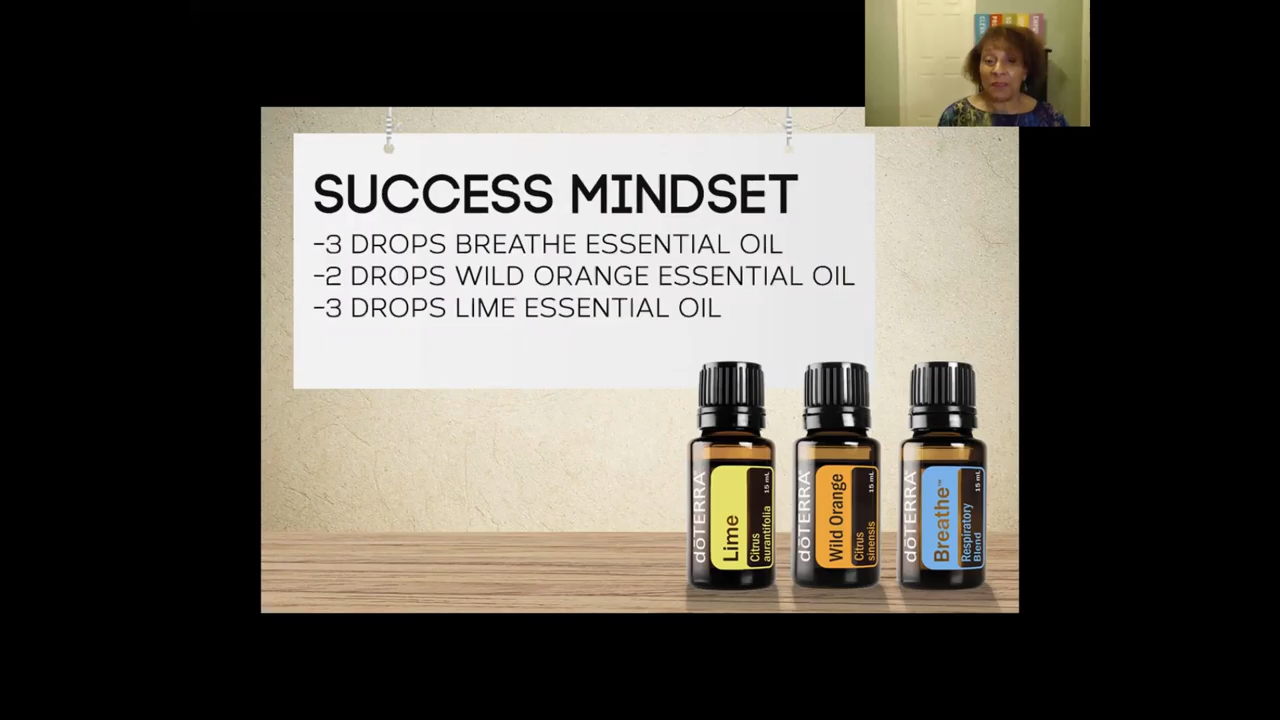 SUCCESS MINDSET
-3 DROPS BREATHE ESSENTIAL OIL
-2 DROPS WILD ORANGE ESSENTIAL OIL
-3 DROPS LIME ESSENTIAL OIL
dōTERRA®
Lime
Citrus
aurantifolia
15 mL
dōTERRA®
Wild Orange
Citrus
sinensis
15 mL
dōTERRA®
Breathe™
Respiratory
Blend
15 mL